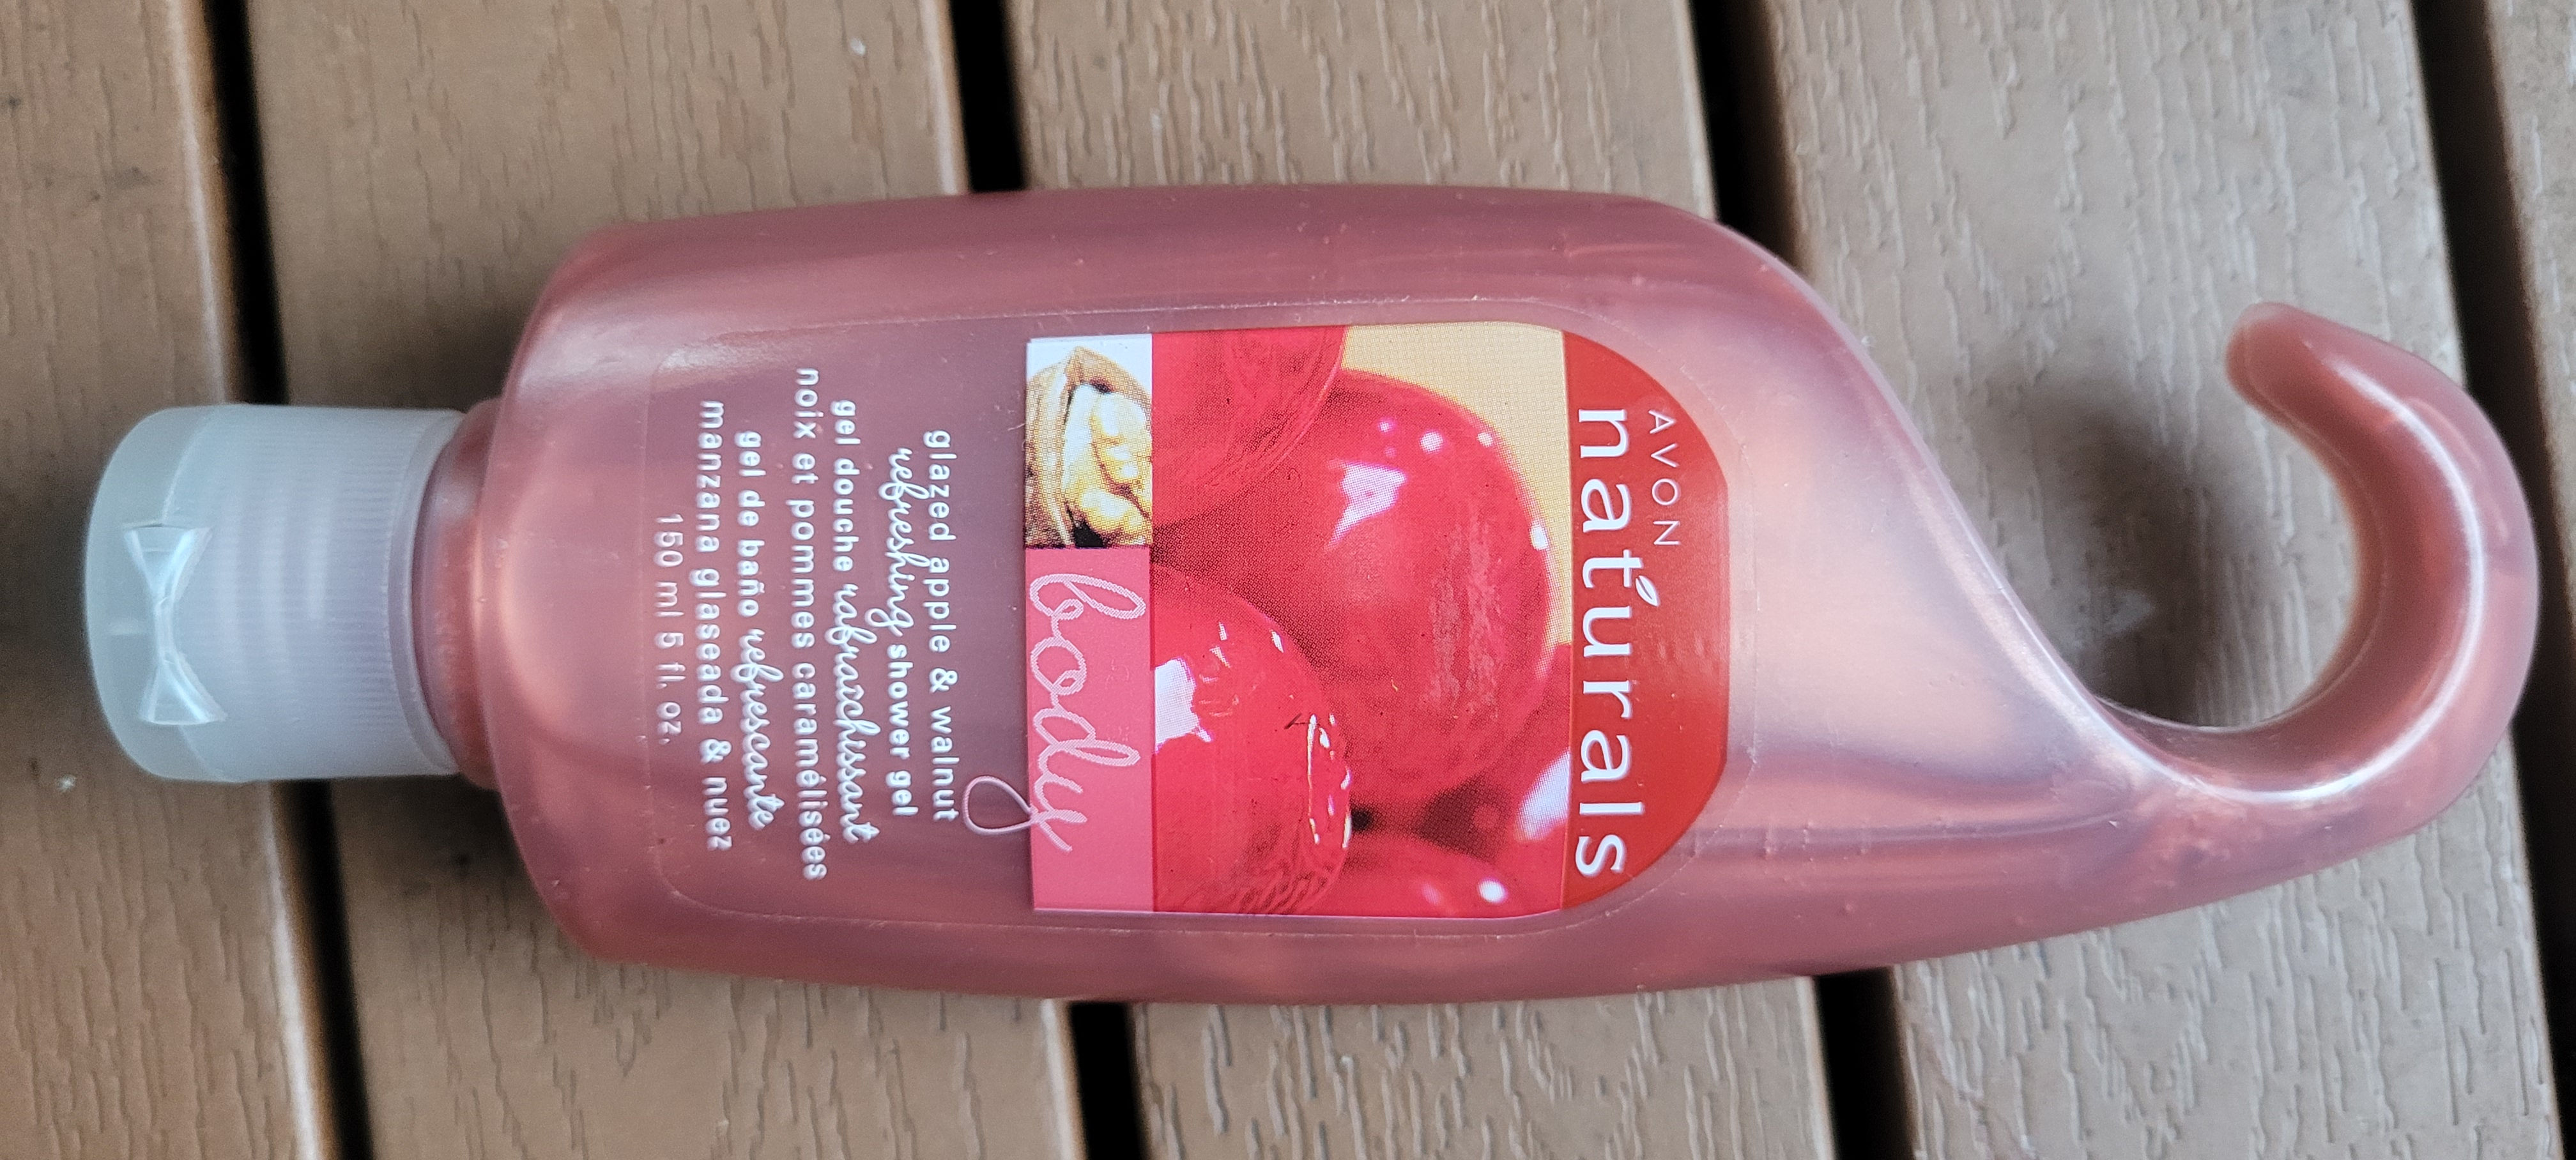 AVON
naturals
body
glazed apple & walnut
refreshing shower gel
gel douche rafraîchissant
noix et pommes caramélisées
gel de baño refrescante
manzana glaseada & nuez
150 ml 5 fl. oz.